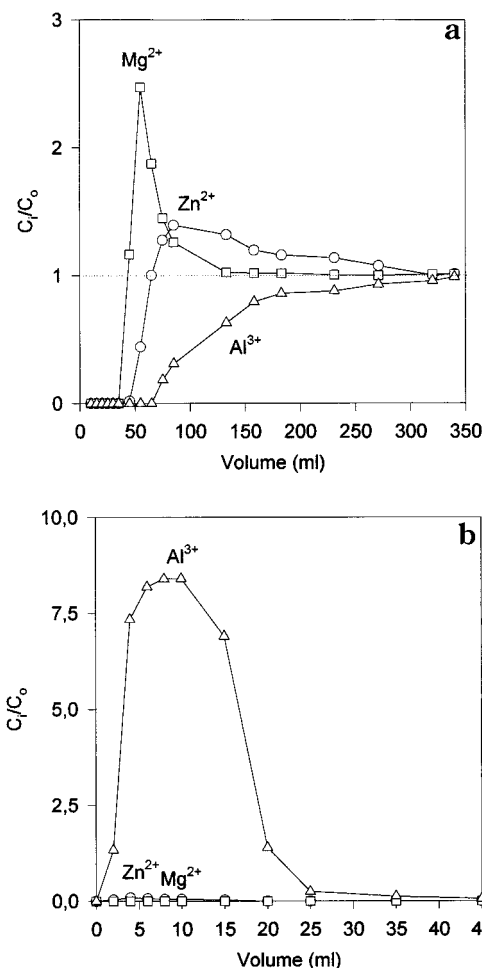 a
3
Mg²⁺
2
Zn²⁺
Cᵢ/Cₒ
1
Al³⁺
0
0 50 100 150 200 250 300 350
Volume (ml)
b
10,0
Al³⁺
7,5
Cᵢ/Cₒ
5,0
2,5
Zn²⁺ Mg²⁺
0,0
0 5 10 15 20 25 30 35 40 45
Volume (ml)